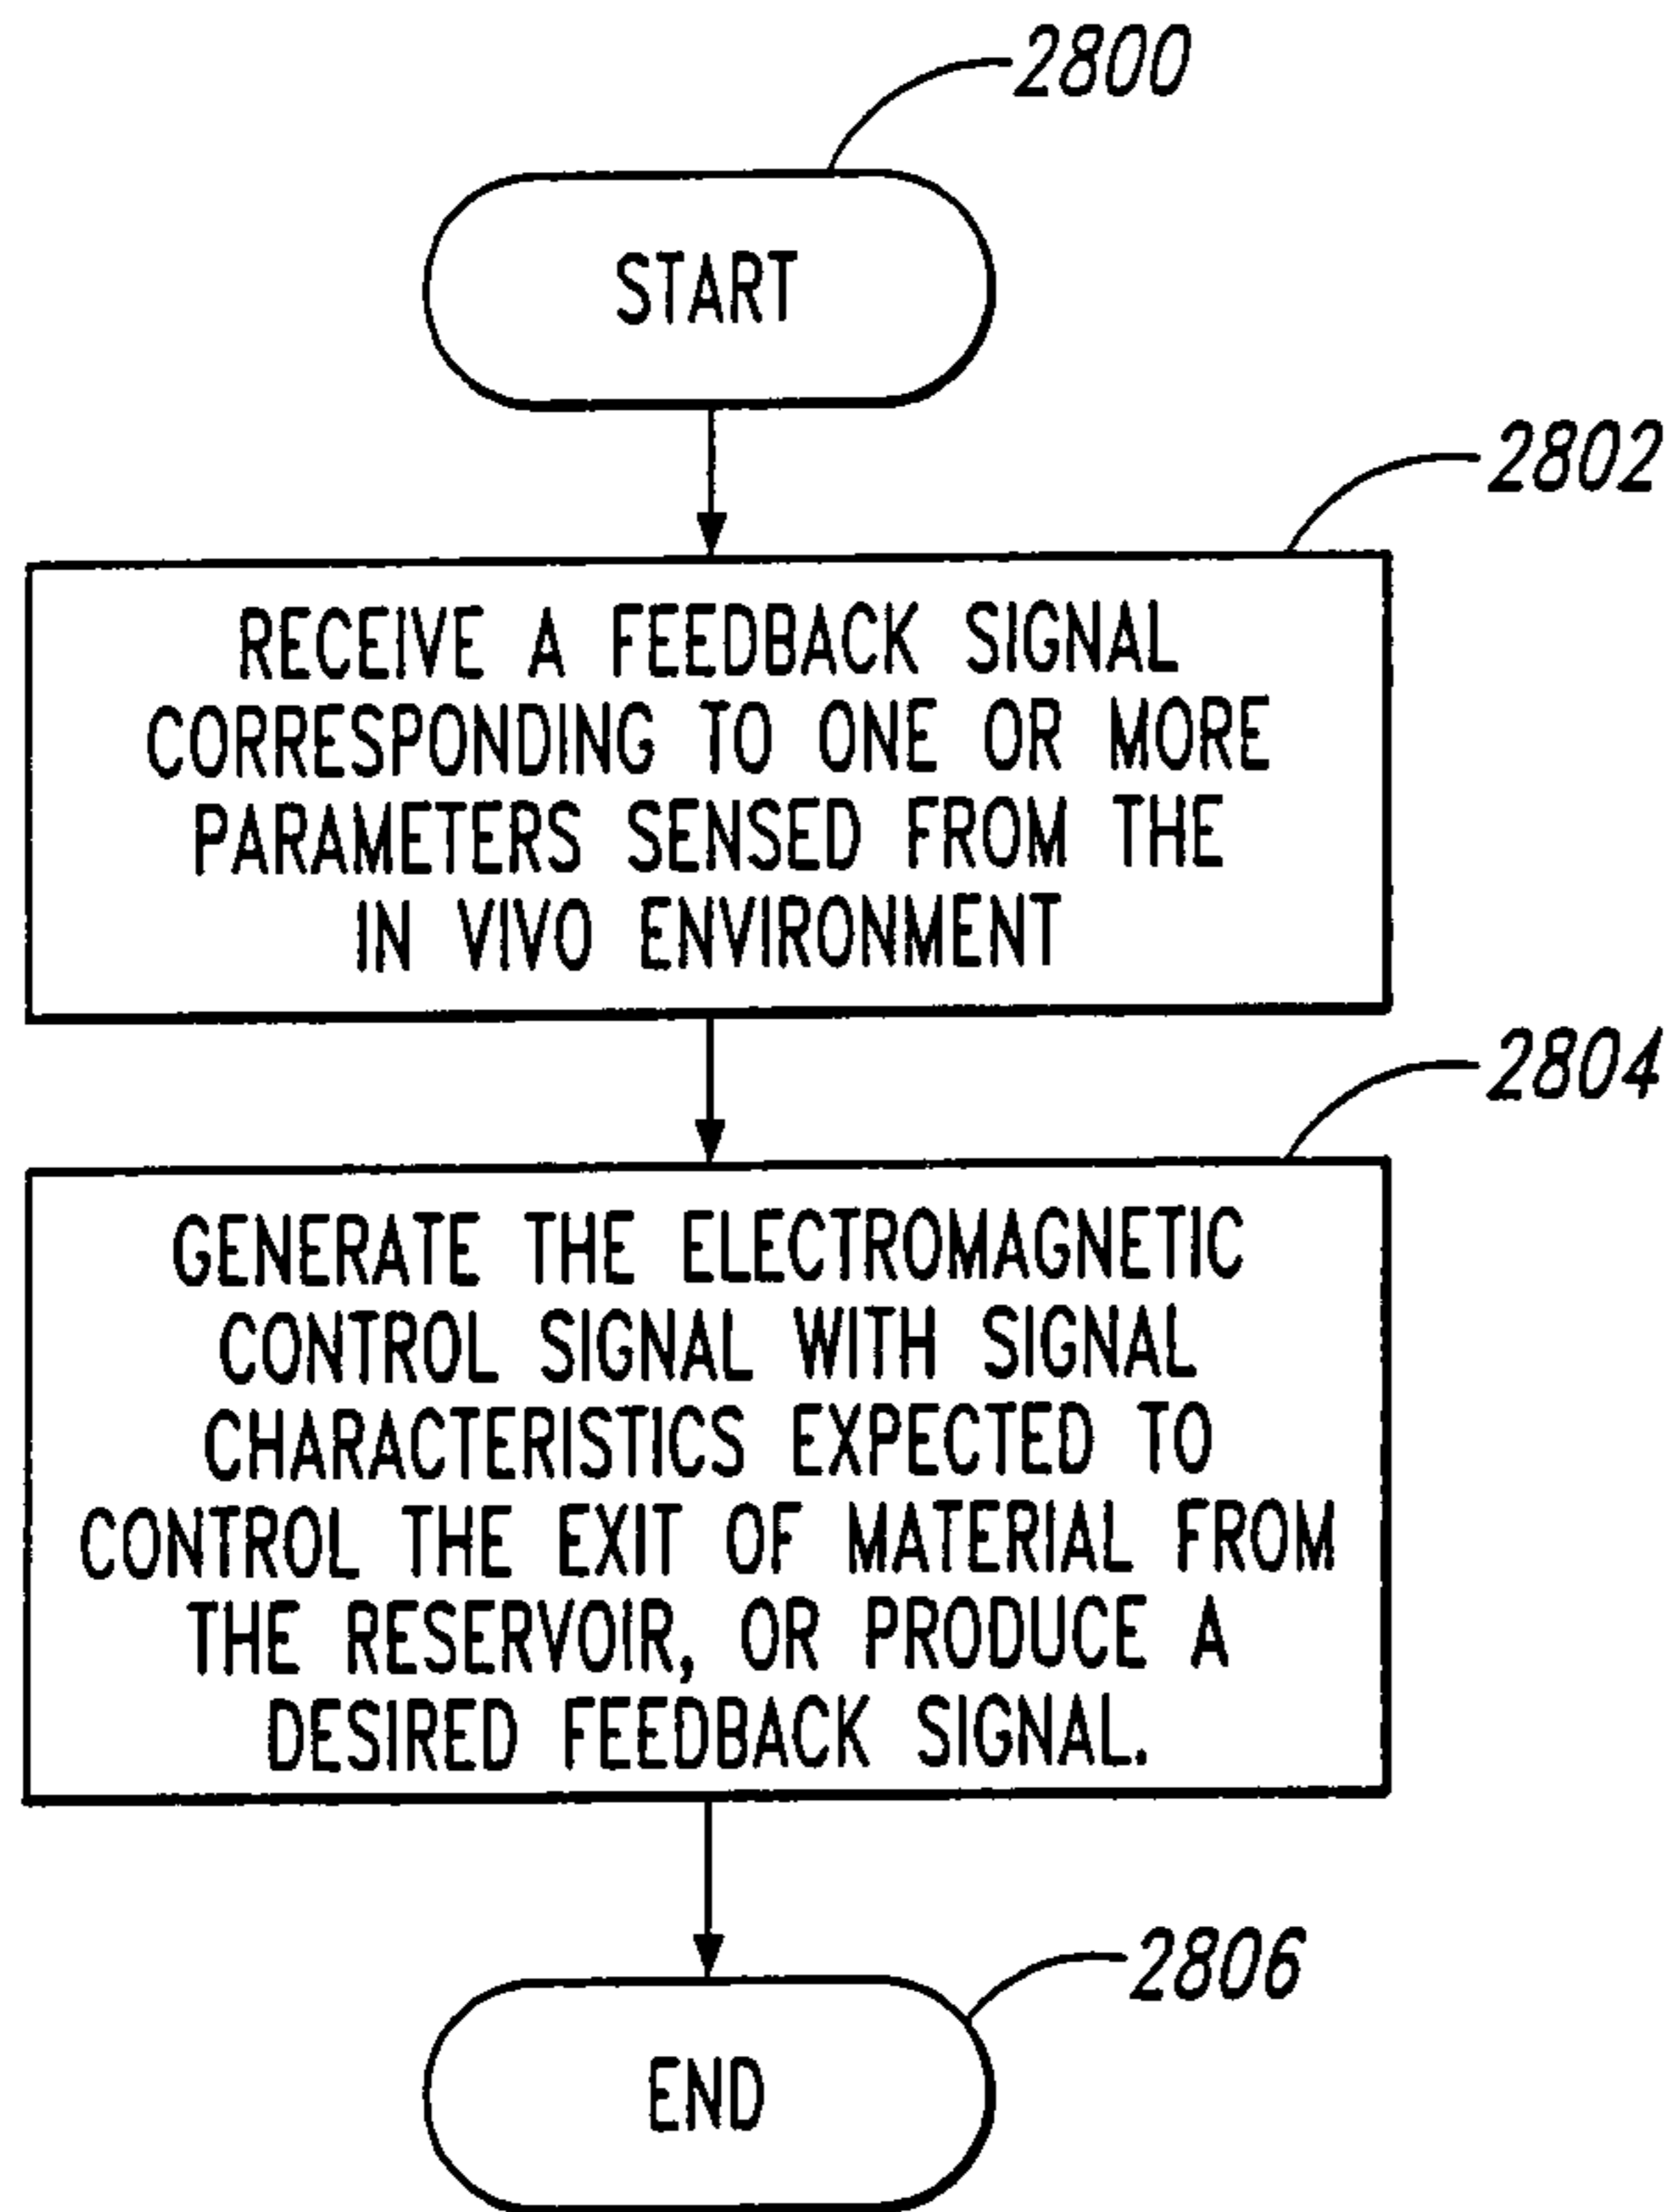 2800
START
2802
RECEIVE A FEEDBACK SIGNAL
CORRESPONDING TO ONE OR MORE
PARAMETERS SENSED FROM THE
IN VIVO ENVIRONMENT
2804
GENERATE THE ELECTROMAGNETIC
CONTROL SIGNAL WITH SIGNAL
CHARACTERISTICS EXPECTED TO
CONTROL THE EXIT OF MATERIAL FROM
THE RESERVOIR, OR PRODUCE A
DESIRED FEEDBACK SIGNAL.
2806
END